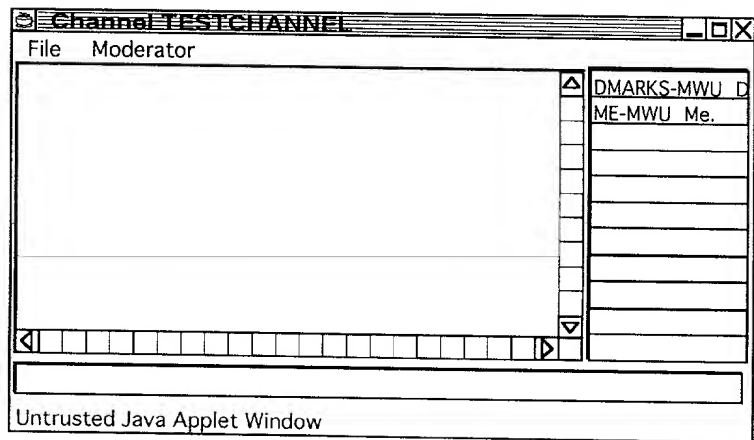 Channel TESTCHANNEL
File Moderator
DMARKS-MWU D
ME-MWU Me.
Untrusted Java Applet Window